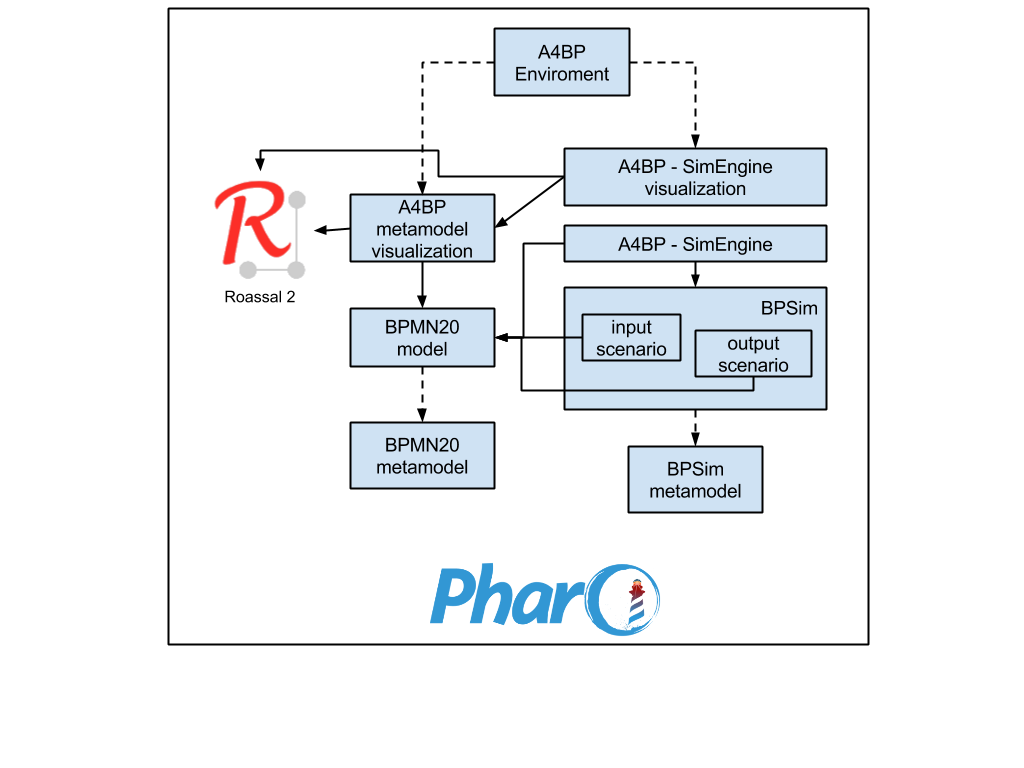 A4BP
Enviroment
A4BP - SimEngine
visualization
A4BP
metamodel
visualization
A4BP - SimEngine
R
Roassal 2
BPSim
input
scenario
output
scenario
BPMN20
model
BPMN20
metamodel
BPSim
metamodel
Pharo